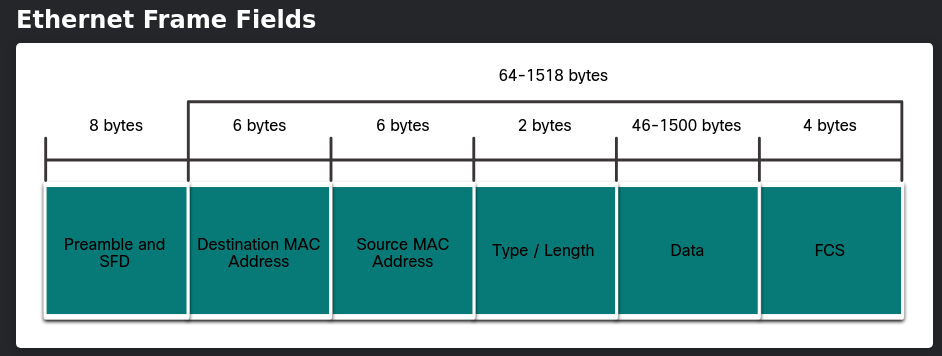 Ethernet Frame Fields
64-1518 bytes
8 bytes
6 bytes
6 bytes
2 bytes
46-1500 bytes
4 bytes
Preamble and
SFD
Destination MAC
Address
Source MAC
Address
Type / Length
Data
FCS